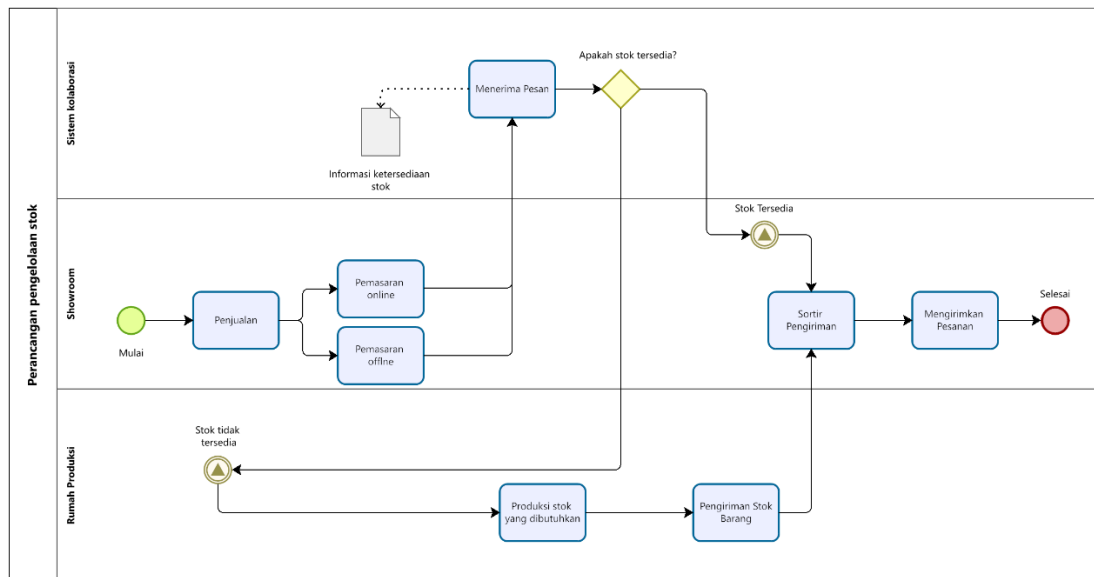 Perancangan pengelolaan stok
Sistem kolaborasi
Apakah stok tersedia?
Menerima Pesan
Informasi ketersediaan
stok
Showroom
Stok Tersedia
Mulai
Penjualan
Pemasaran
online
Pemasaran
offlne
Sortir
Pengiriman
Mengirimkan
Pesanan
Selesai
Rumah Produksi
Stok tidak
tersedia
Produksi stok
yang dibutuhkan
Pengiriman Stok
Barang